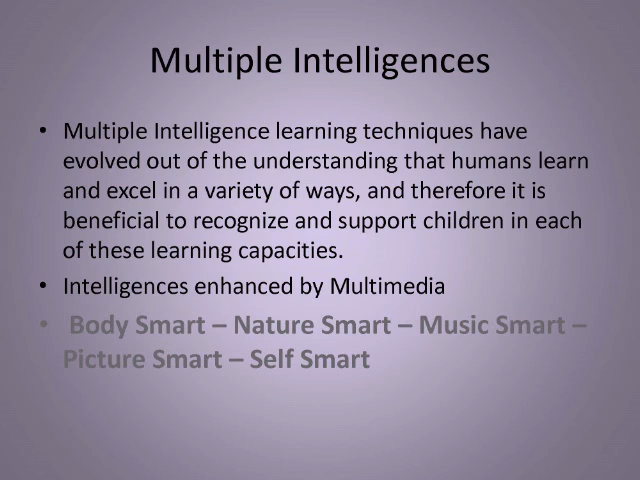 Multiple Intelligences
• Multiple Intelligence learning techniques have
evolved out of the understanding that humans learn
and excel in a variety of ways, and therefore it is
beneficial to recognize and support children in each
of these learning capacities.
• Intelligences enhanced by Multimedia
• Body Smart – Nature Smart – Music Smart –
Picture Smart – Self Smart